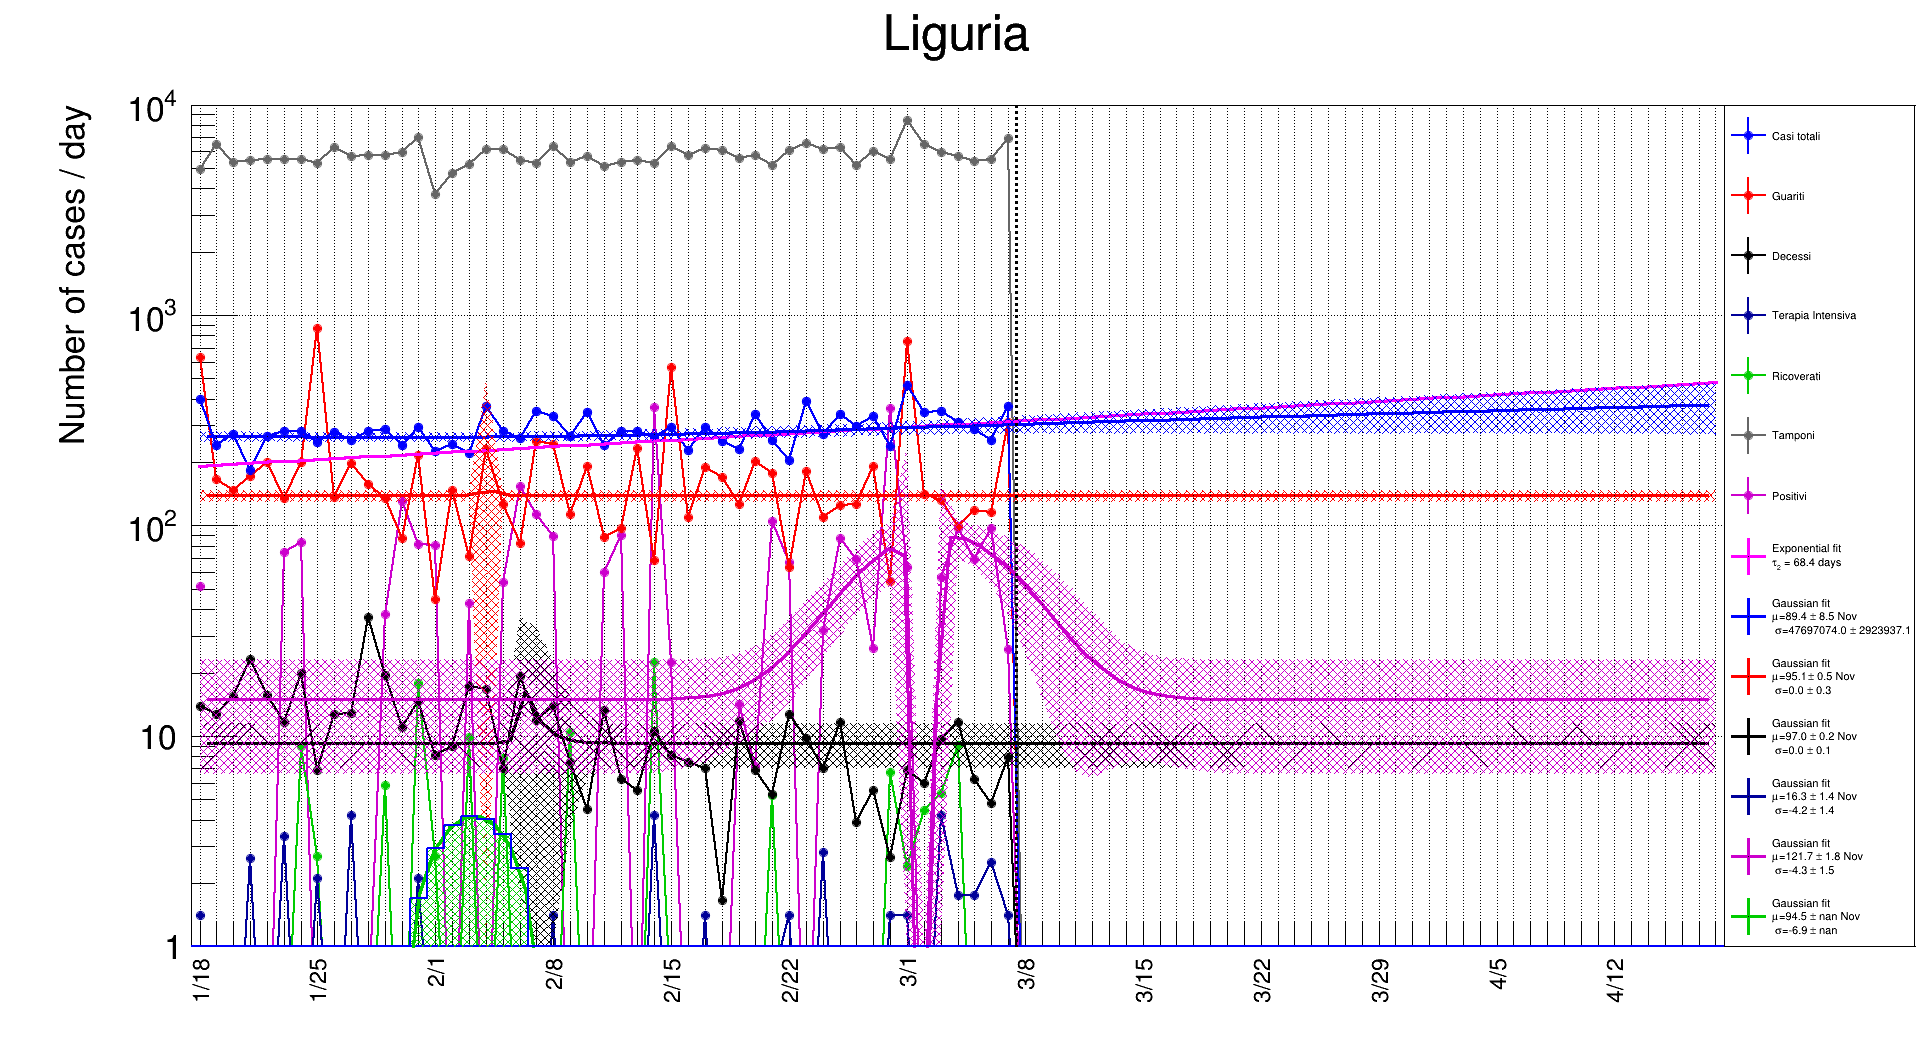 Liguria
Number of cases / day
10^4
10^3
10^2
10
1
1/18
1/25
2/1
2/8
2/15
2/22
3/1
3/8
3/15
3/22
3/29
4/5
4/12
Casi totali
Guariti
Decessi
Terapia Intensiva
Ricoverati
Tamponi
Positivi
Exponential fit
τ₂ = 68.4 days
Gaussian fit
μ=89.4 ± 8.5 Nov
σ=47697074.0 ± 2923937.1
Gaussian fit
μ=95.1 ± 0.5 Nov
σ=0.0 ± 0.3
Gaussian fit
μ=97.0 ± 0.2 Nov
σ=0.0 ± 0.1
Gaussian fit
μ=16.3 ± 1.4 Nov
σ=-4.2 ± 1.4
Gaussian fit
μ=121.7 ± 1.8 Nov
σ=-4.3 ± 1.5
Gaussian fit
μ=94.5 ± nan Nov
σ=-6.9 ± nan